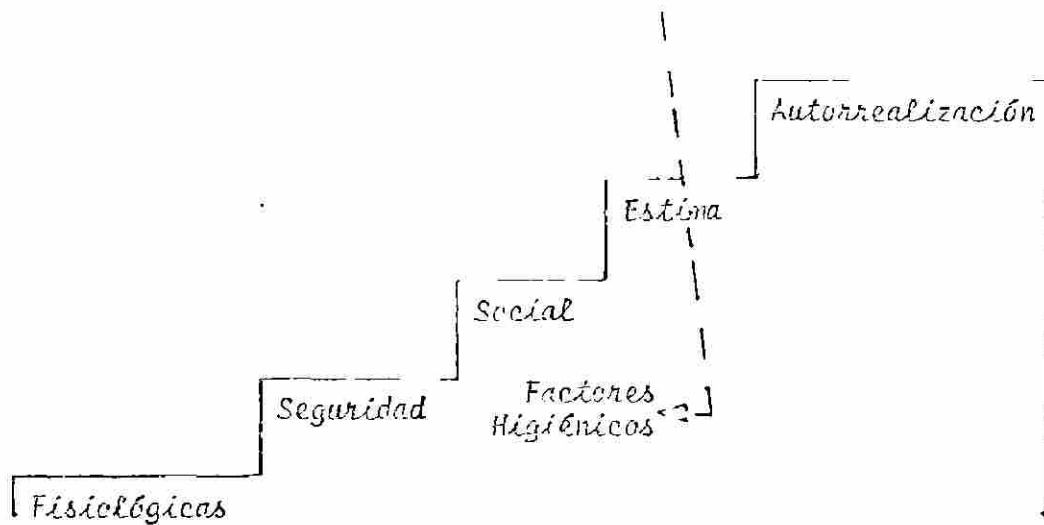 Autorrealización
Estima
Social
Factores
Higiénicos
Seguridad
Fisiológicas